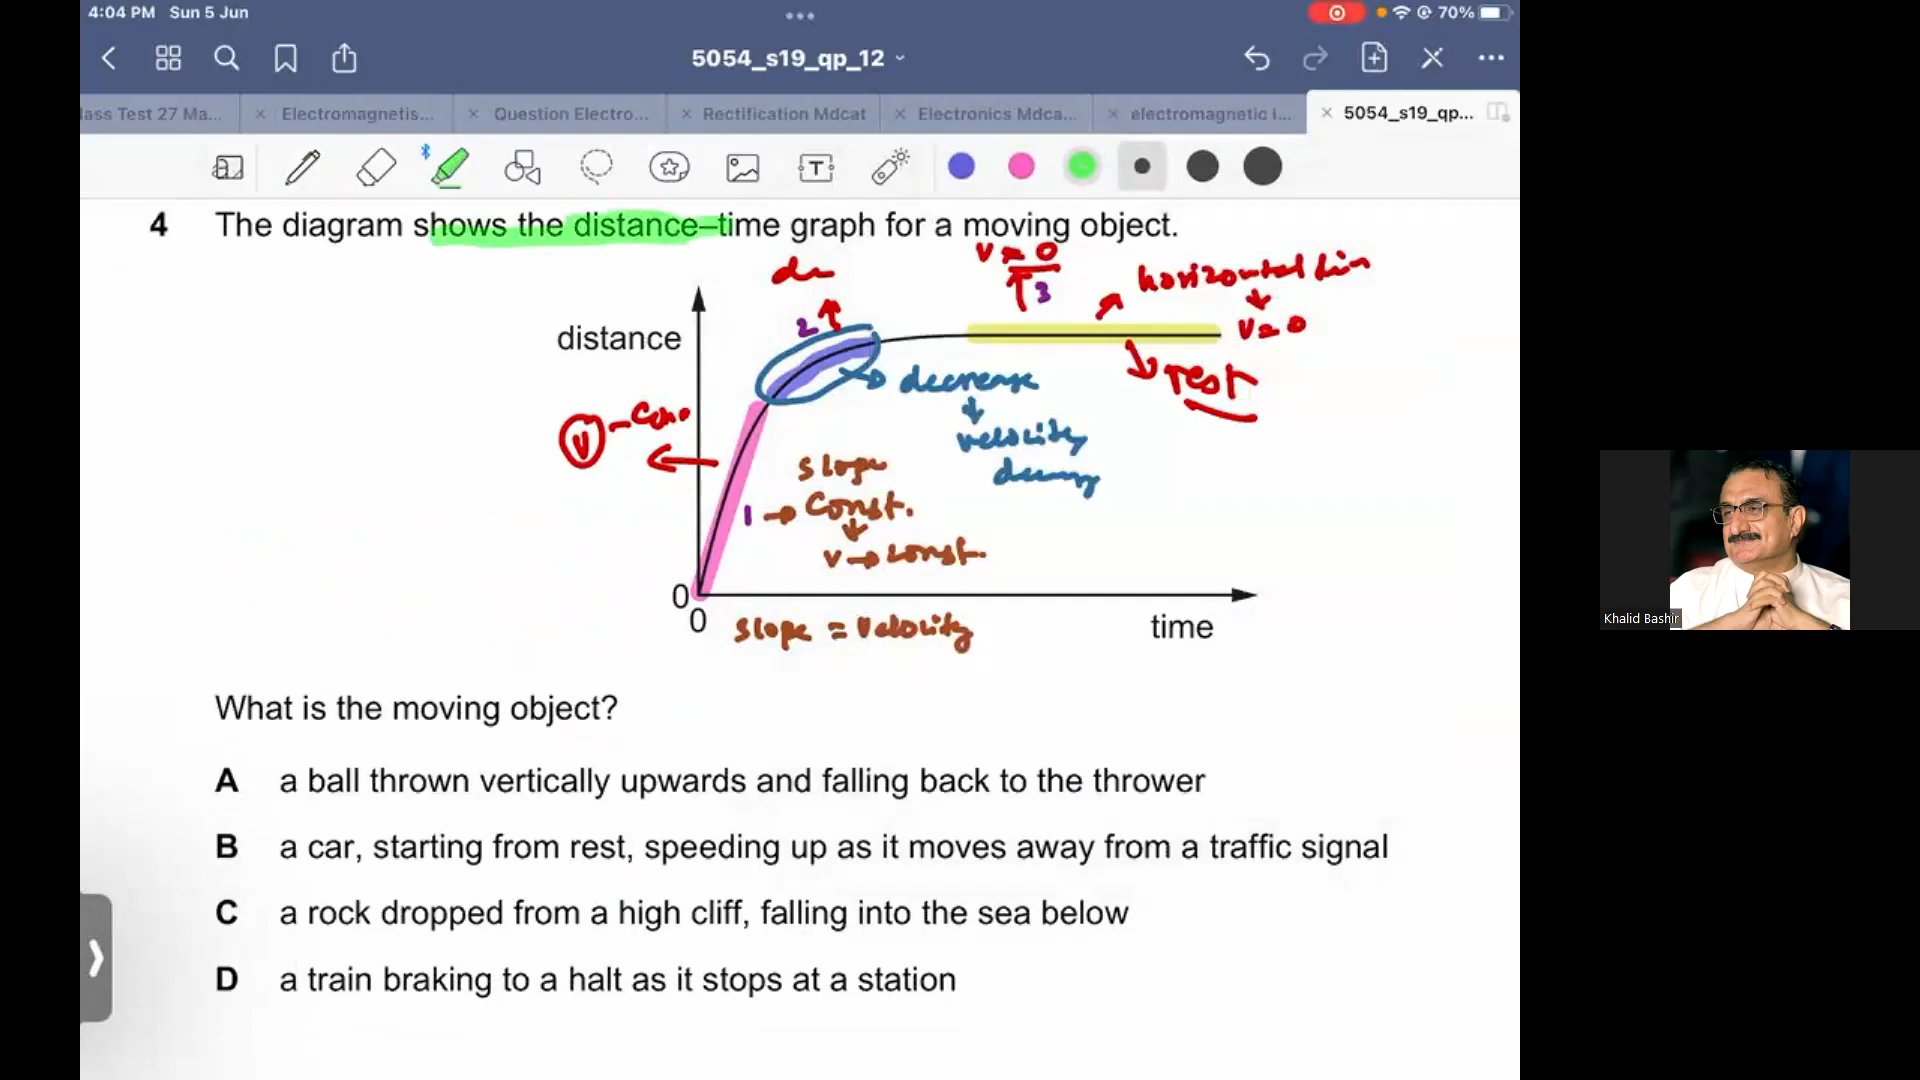 4:04 PM Sun 5 Jun
70%
5054_s19_qp_12
lass Test 27 Ma...
Electromagnetis...
Question Electro...
Rectification Mdcat
Electronics Mdca...
electromagnetic i...
5054_s19_qp...
4 The diagram shows the distance–time graph for a moving object.
v = 0
3
horizontal
v = 0
2
distance
rest
decrease
velocity
V
slope
1 → const.
v → const.
0
0
slope = velocity
time
What is the moving object?
A a ball thrown vertically upwards and falling back to the thrower
B a car, starting from rest, speeding up as it moves away from a traffic signal
C a rock dropped from a high cliff, falling into the sea below
D a train braking to a halt as it stops at a station
Khalid Bashir